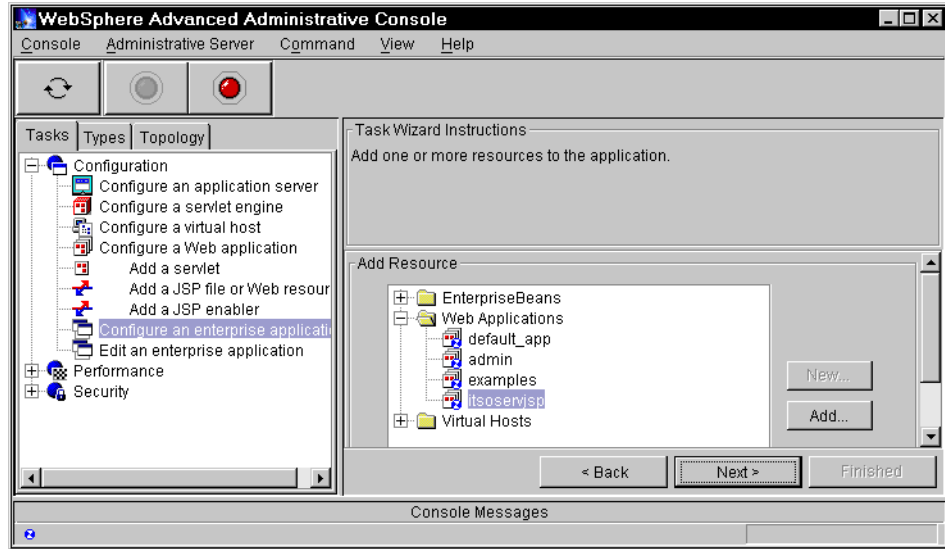 WebSphere Advanced Administrative Console
Console Administrative Server Command View Help
Tasks Types Topology
Configuration
Configure an application server
Configure a servlet engine
Configure a virtual host
Configure a Web application
Add a servlet
Add a JSP file or Web resour
Add a JSP enabler
Configure an enterprise applicati
Edit an enterprise application
Performance
Security
Task Wizard Instructions
Add one or more resources to the application.
Add Resource
EnterpriseBeans
Web Applications
default_app
admin
examples
itsoservjsp
Virtual Hosts
New...
Add...
< Back Next > Finished
Console Messages